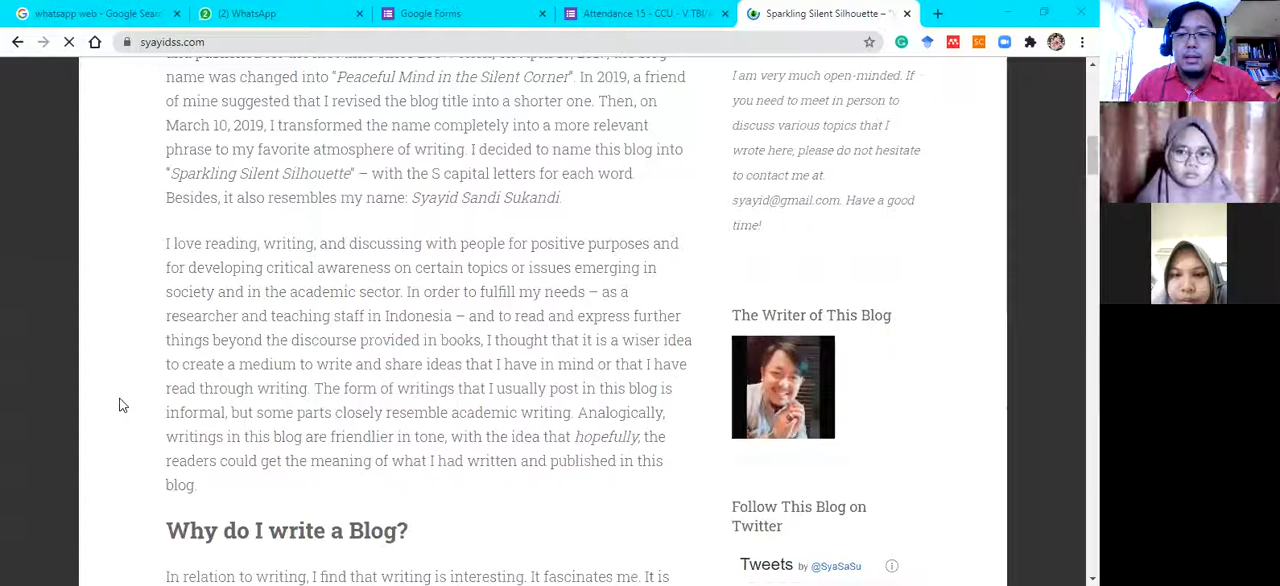 whatsapp web - Google Sear
(2) WhatsApp
Google Forms
Attendance 15 - CCU - V TBI/
Sparkling Silent Silhouette –
syayidss.com
name was changed into "Peaceful Mind in the Silent Corner". In 2019, a friend
of mine suggested that I revised the blog title into a shorter one. Then, on
March 10, 2019, I transformed the name completely into a more relevant
phrase to my favorite atmosphere of writing. I decided to name this blog into
"Sparkling Silent Silhouette" – with the S capital letters for each word.
Besides, it also resembles my name: Syayid Sandi Sukandi.
I love reading, writing, and discussing with people for positive purposes and
for developing critical awareness on certain topics or issues emerging in
society and in the academic sector. In order to fulfill my needs – as a
researcher and teaching staff in Indonesia – and to read and express further
things beyond the discourse provided in books, I thought that it is a wiser idea
to create a medium to write and share ideas that I have in mind or that I have
read through writing. The form of writings that I usually post in this blog is
informal, but some parts closely resemble academic writing. Analogically,
writings in this blog are friendlier in tone, with the idea that hopefully, the
readers could get the meaning of what I had written and published in this
blog.
Why do I write a Blog?
In relation to writing, I find that writing is interesting. It fascinates me. It is
I am very much open-minded. If
you need to meet in person to
discuss various topics that I
wrote here, please do not hesitate
to contact me at.
syayid@gmail.com. Have a good
time!
The Writer of This Blog
Follow This Blog on
Twitter
Tweets by @SyaSaSu